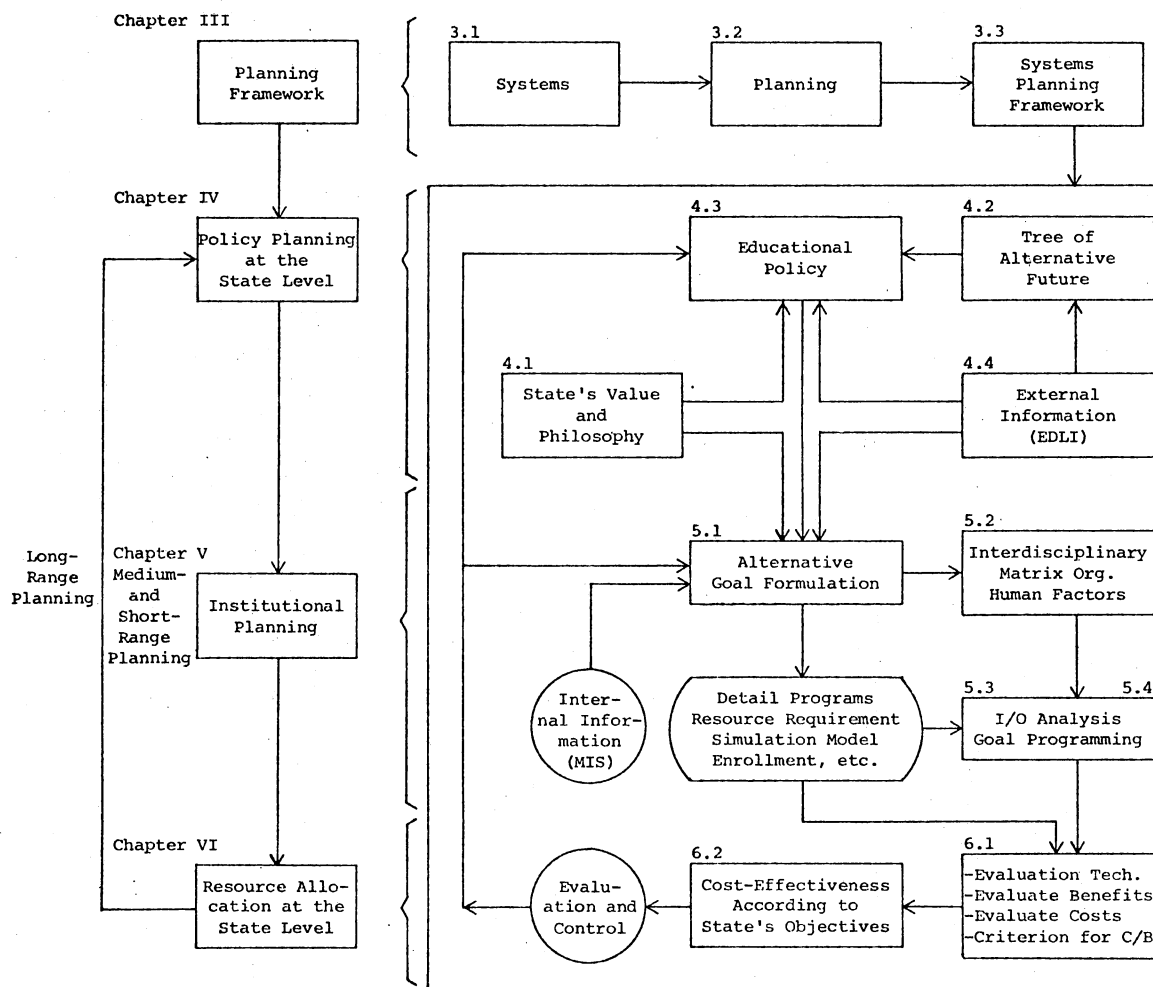 Chapter III
Planning
Framework
3.1
Systems
3.2
Planning
3.3
Systems
Planning
Framework
Chapter IV
Policy Planning
at the
State Level
4.3
Educational
Policy
4.2
Tree of
Alternative
Future
4.1
State's Value
and
Philosophy
4.4
External
Information
(EDLI)
Long-
Range
Planning
Chapter V
Medium-
and
Short-
Range
Planning
Institutional
Planning
5.1
Alternative
Goal Formulation
5.2
Interdisciplinary
Matrix Org.
Human Factors
Inter-
nal Infor-
mation
(MIS)
Detail Programs
Resource Requirement
Simulation Model
Enrollment, etc.
5.3 5.4
I/O Analysis
Goal Programming
Chapter VI
Resource Allo-
cation at the
State Level
Evalu-
ation and
Control
6.2
Cost-Effectiveness
According to
State's Objectives
6.1
-Evaluation Tech.
-Evaluate Benefits
-Evaluate Costs
-Criterion for C/B